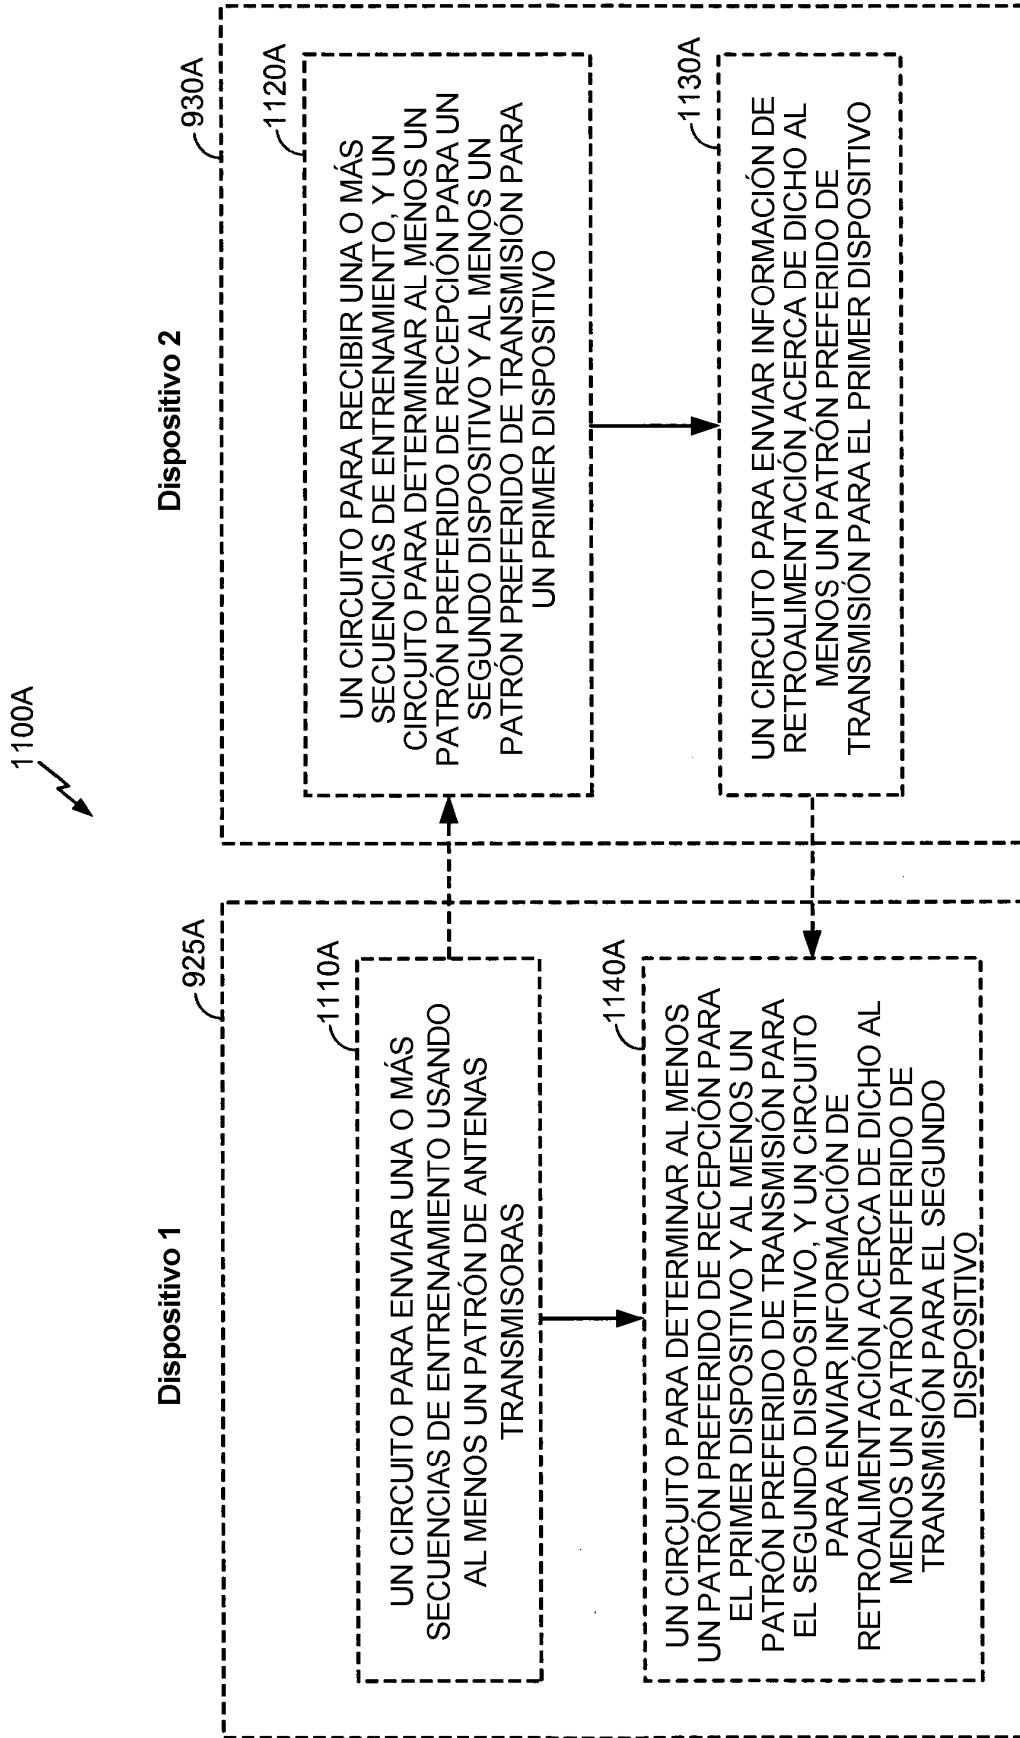 1100A
Dispositivo 1
925A
1110A
UN CIRCUITO PARA ENVIAR UNA O MÁS
SECUENCIAS DE ENTRENAMIENTO USANDO
AL MENOS UN PATRÓN DE ANTENAS
TRANSMISORAS
1140A
UN CIRCUITO PARA DETERMINAR AL MENOS
UN PATRÓN PREFERIDO DE RECEPCIÓN PARA
EL PRIMER DISPOSITIVO Y AL MENOS UN
PATRÓN PREFERIDO DE TRANSMISIÓN PARA
EL SEGUNDO DISPOSITIVO, Y UN CIRCUITO
PARA ENVIAR INFORMACIÓN DE
RETROALIMENTACIÓN ACERCA DE DICHO AL
MENOS UN PATRÓN PREFERIDO DE
TRANSMISIÓN PARA EL SEGUNDO
DISPOSITIVO
Dispositivo 2
930A
1120A
UN CIRCUITO PARA RECIBIR UNA O MÁS
SECUENCIAS DE ENTRENAMIENTO, Y UN
CIRCUITO PARA DETERMINAR AL MENOS UN
PATRÓN PREFERIDO DE RECEPCIÓN PARA UN
SEGUNDO DISPOSITIVO Y AL MENOS UN
PATRÓN PREFERIDO DE TRANSMISIÓN PARA
UN PRIMER DISPOSITIVO
1130A
UN CIRCUITO PARA ENVIAR INFORMACIÓN DE
RETROALIMENTACIÓN ACERCA DE DICHO AL
MENOS UN PATRÓN PREFERIDO DE
TRANSMISIÓN PARA EL PRIMER DISPOSITIVO